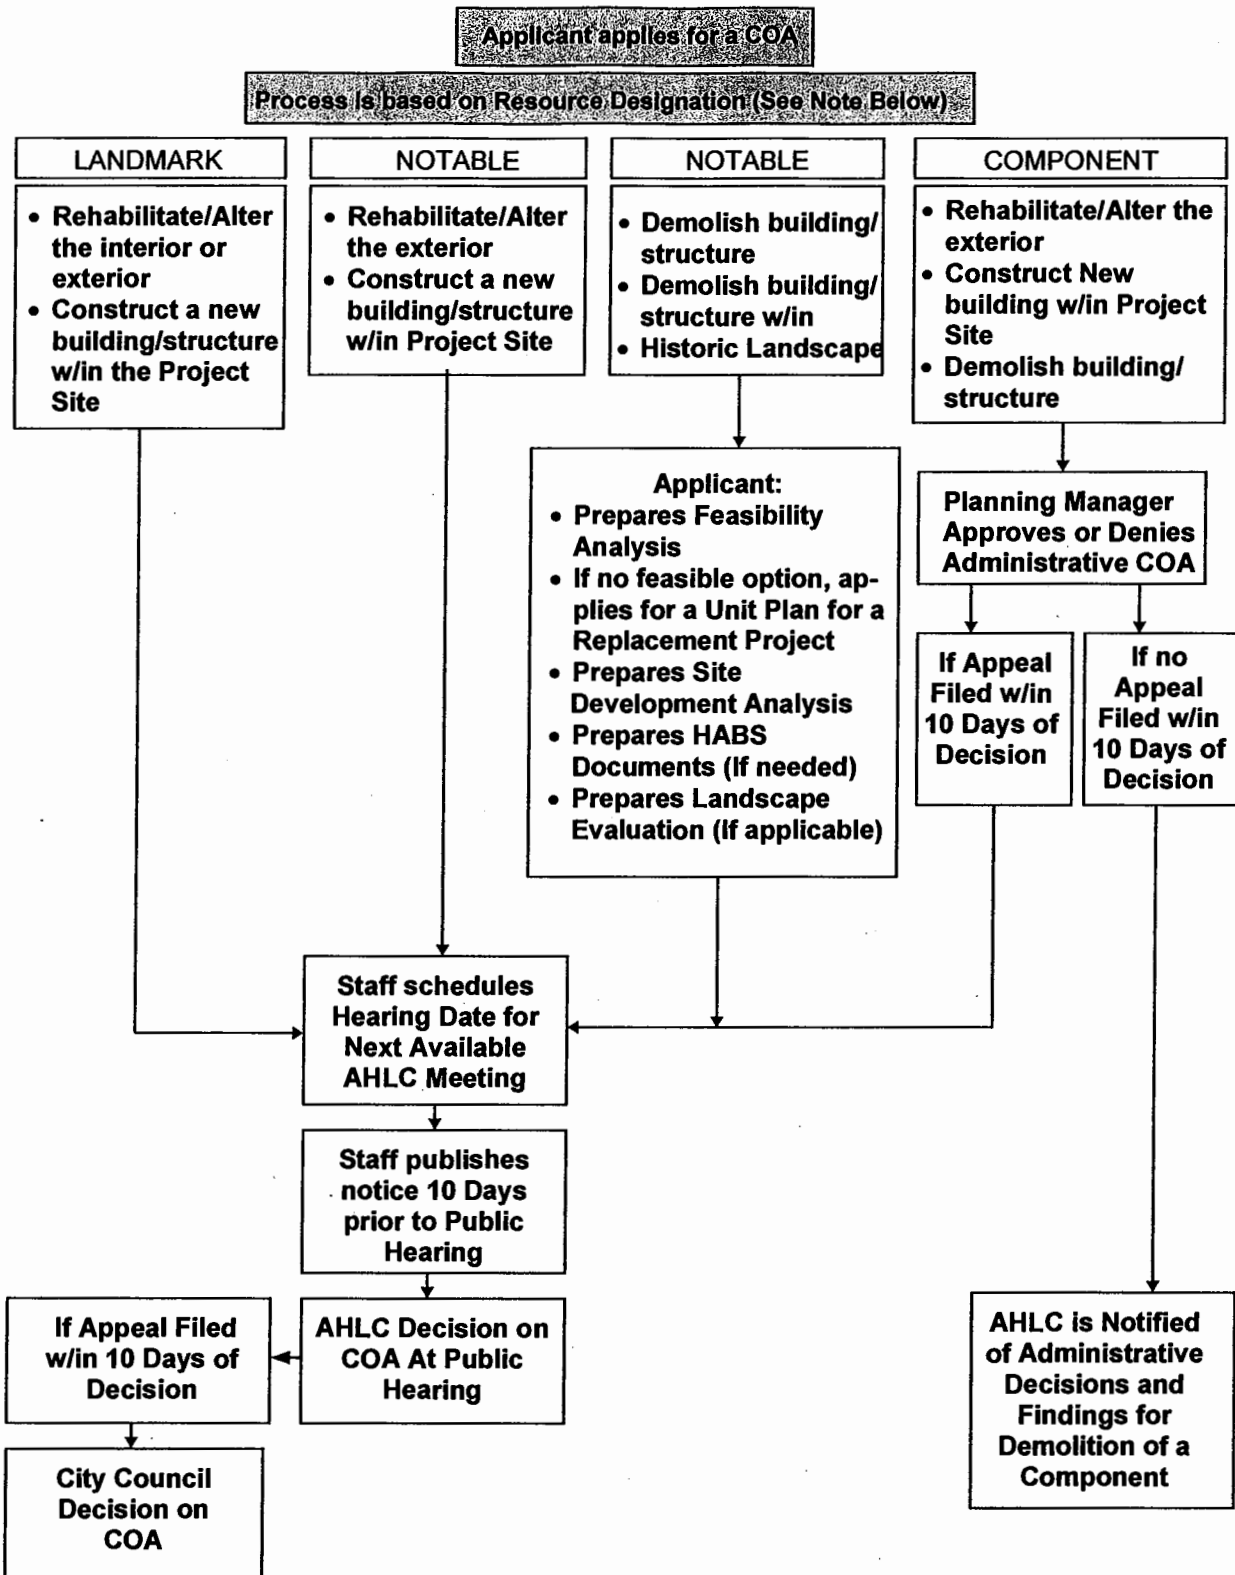 Applicant applies for a COA
Process is based on Resource Designation (See Note Below)
LANDMARK
• Rehabilitate/Alter
the interior or
exterior
• Construct a new
building/structure
w/in the Project
Site
NOTABLE
• Rehabilitate/Alter
the exterior
• Construct a new
building/structure
w/in Project Site
NOTABLE
• Demolish building/
structure
• Demolish building/
structure w/in
• Historic Landscape
COMPONENT
• Rehabilitate/Alter the
exterior
• Construct New
building w/in Project
Site
• Demolish building/
structure
Applicant:
• Prepares Feasibility
Analysis
• If no feasible option, ap-
plies for a Unit Plan for a
Replacement Project
• Prepares Site
Development Analysis
• Prepares HABS
Documents (If needed)
• Prepares Landscape
Evaluation (If applicable)
Planning Manager
Approves or Denies
Administrative COA
If Appeal
Filed w/in
10 Days of
Decision
If no
Appeal
Filed w/in
10 Days of
Decision
Staff schedules
Hearing Date for
Next Available
AHLC Meeting
Staff publishes
notice 10 Days
prior to Public
Hearing
AHLC Decision on
COA At Public
Hearing
If Appeal Filed
w/in 10 Days of
Decision
City Council
Decision on
COA
AHLC is Notified
of Administrative
Decisions and
Findings for
Demolition of a
Component